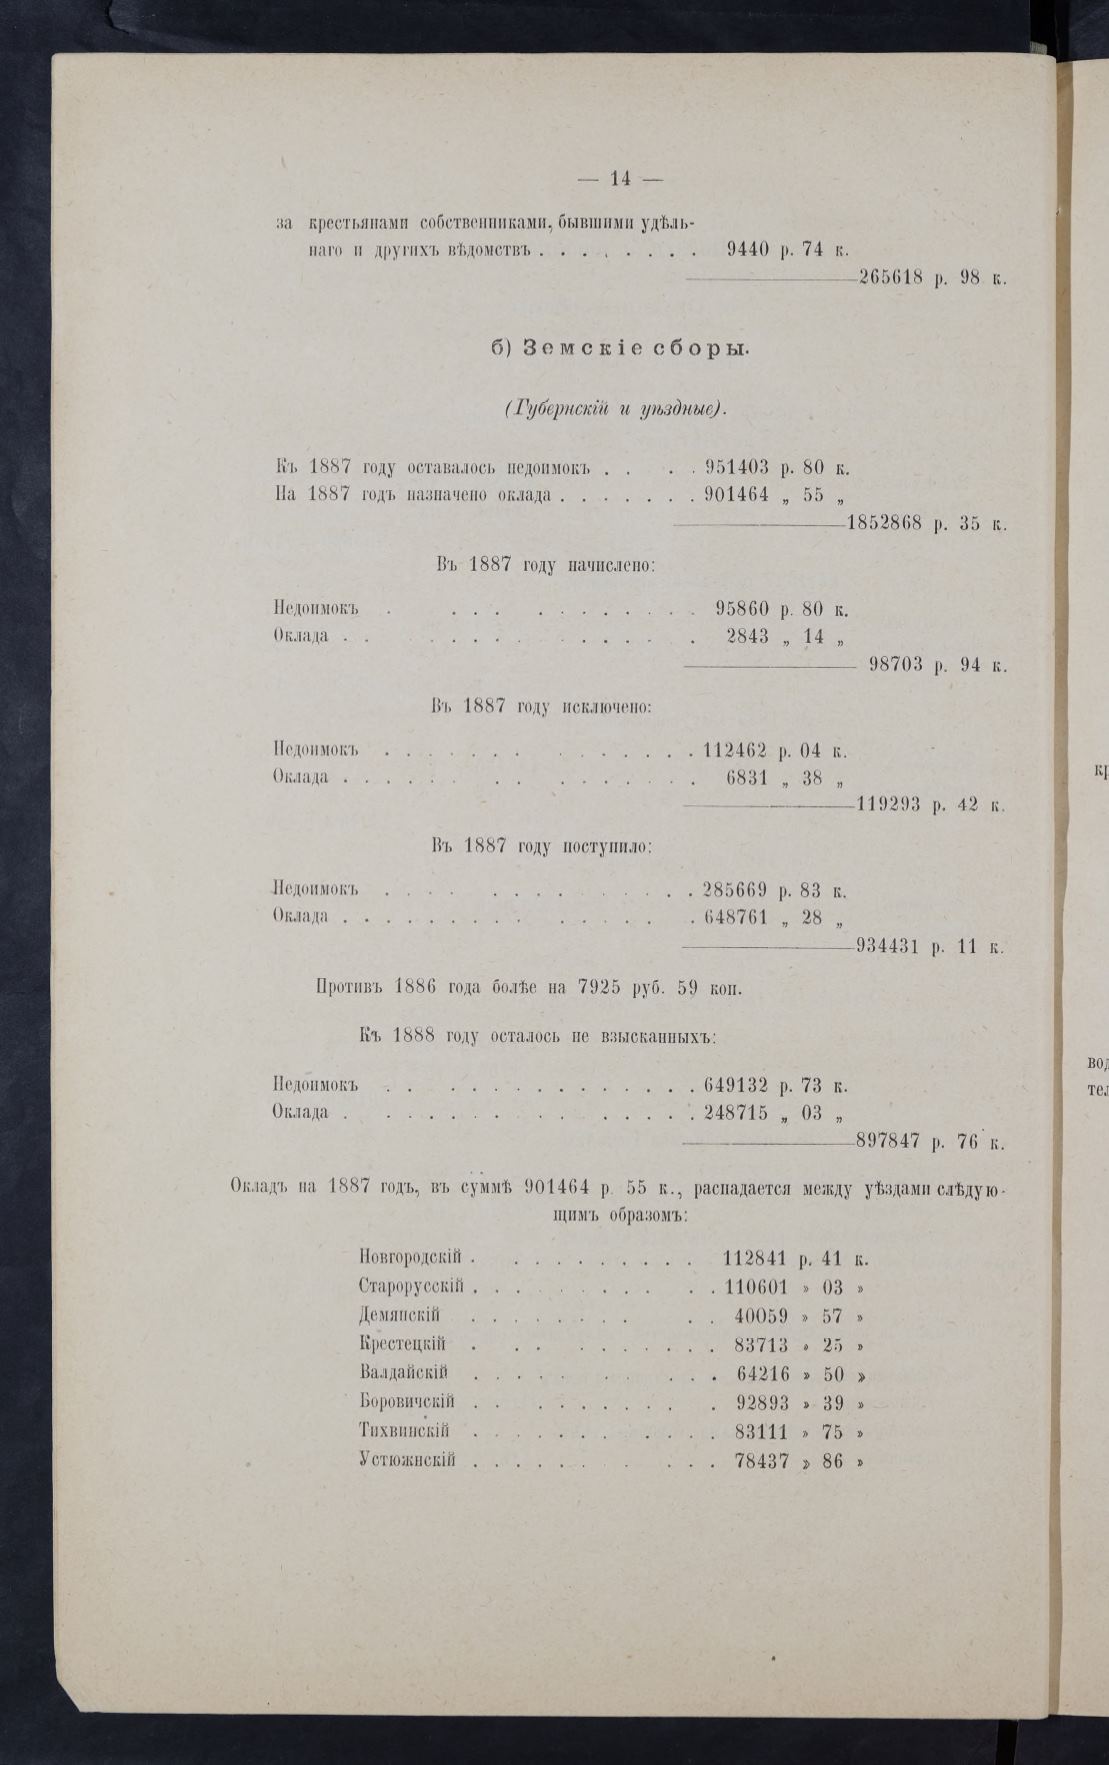 — 14 —
за крестьянами собственниками, бывшими удѣль-
наго и другихъ вѣдомствъ . . . . . . . . 9440 р. 74 к.
265618 р. 98 к.
б) Земскіе сборы.
(Губернскій и уѣздные).
Къ 1887 году оставалось недоимокъ . . . . 951403 р. 80 к.
На 1887 годъ назначено оклада . . . . . . . 901464 „ 55 „
1852868 р. 35 к.
Въ 1887 году начислено:
Недоимокъ . . . . . . . . . . . . 95860 р. 80 к.
Оклада . . . . . . . . . . . . . 2843 „ 14 „
98703 р. 94 к.
Въ 1887 году исключено:
Недоимокъ . . . . . . . . . . . . . . 112462 р. 04 к.
Оклада . . . . . . . . . . . . . . . 6831 „ 38 „
119293 р. 42 к.
Въ 1887 году поступило:
Недоимокъ . . . . . . . . . . . . . 285669 р. 83 к.
Оклада . . . . . . . . . . . . . . . 648761 „ 28 „
934431 р. 11 к.
Противъ 1886 года болѣе на 7925 руб. 59 коп.
Къ 1888 году осталось не взысканныхъ:
Недоимокъ . . . . . . . . . . . . . 649132 р. 73 к.
Оклада . . . . . . . . . . . . . . 248715 „ 03 „
897847 р. 76 к.
Окладъ на 1887 годъ, въ суммѣ 901464 р. 55 к., распадается между уѣздами слѣдую-
щимъ образомъ:
Новгородскій . . . . . . . . . . 112841 р. 41 к.
Старорусскій . . . . . . . . . . 110601 » 03 »
Демянскій . . . . . . . . . 40059 » 57 »
Крестецкій . . . . . . . . . . 83713 » 25 »
Валдайскій . . . . . . . . . 64216 » 50 »
Боровичскій . . . . . . . . . . 92893 » 39 »
Тихвинскій . . . . . . . . . . 83111 » 75 »
Устюжнскій . . . . . . . . . . 78437 » 86 »